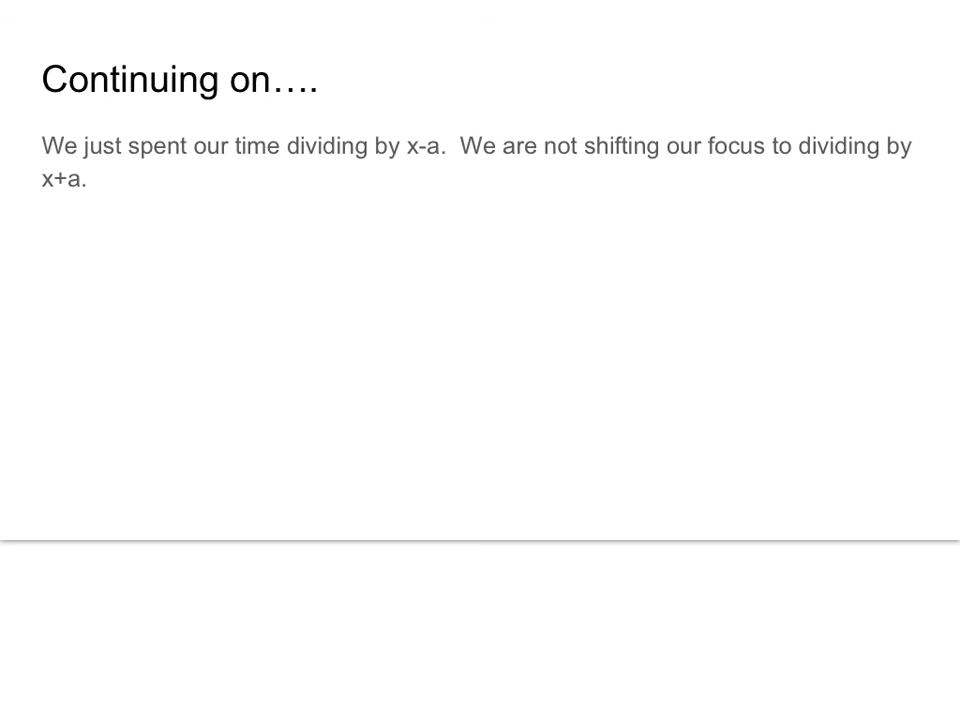 Continuing on….
We just spent our time dividing by x-a.  We are not shifting our focus to dividing by
x+a.